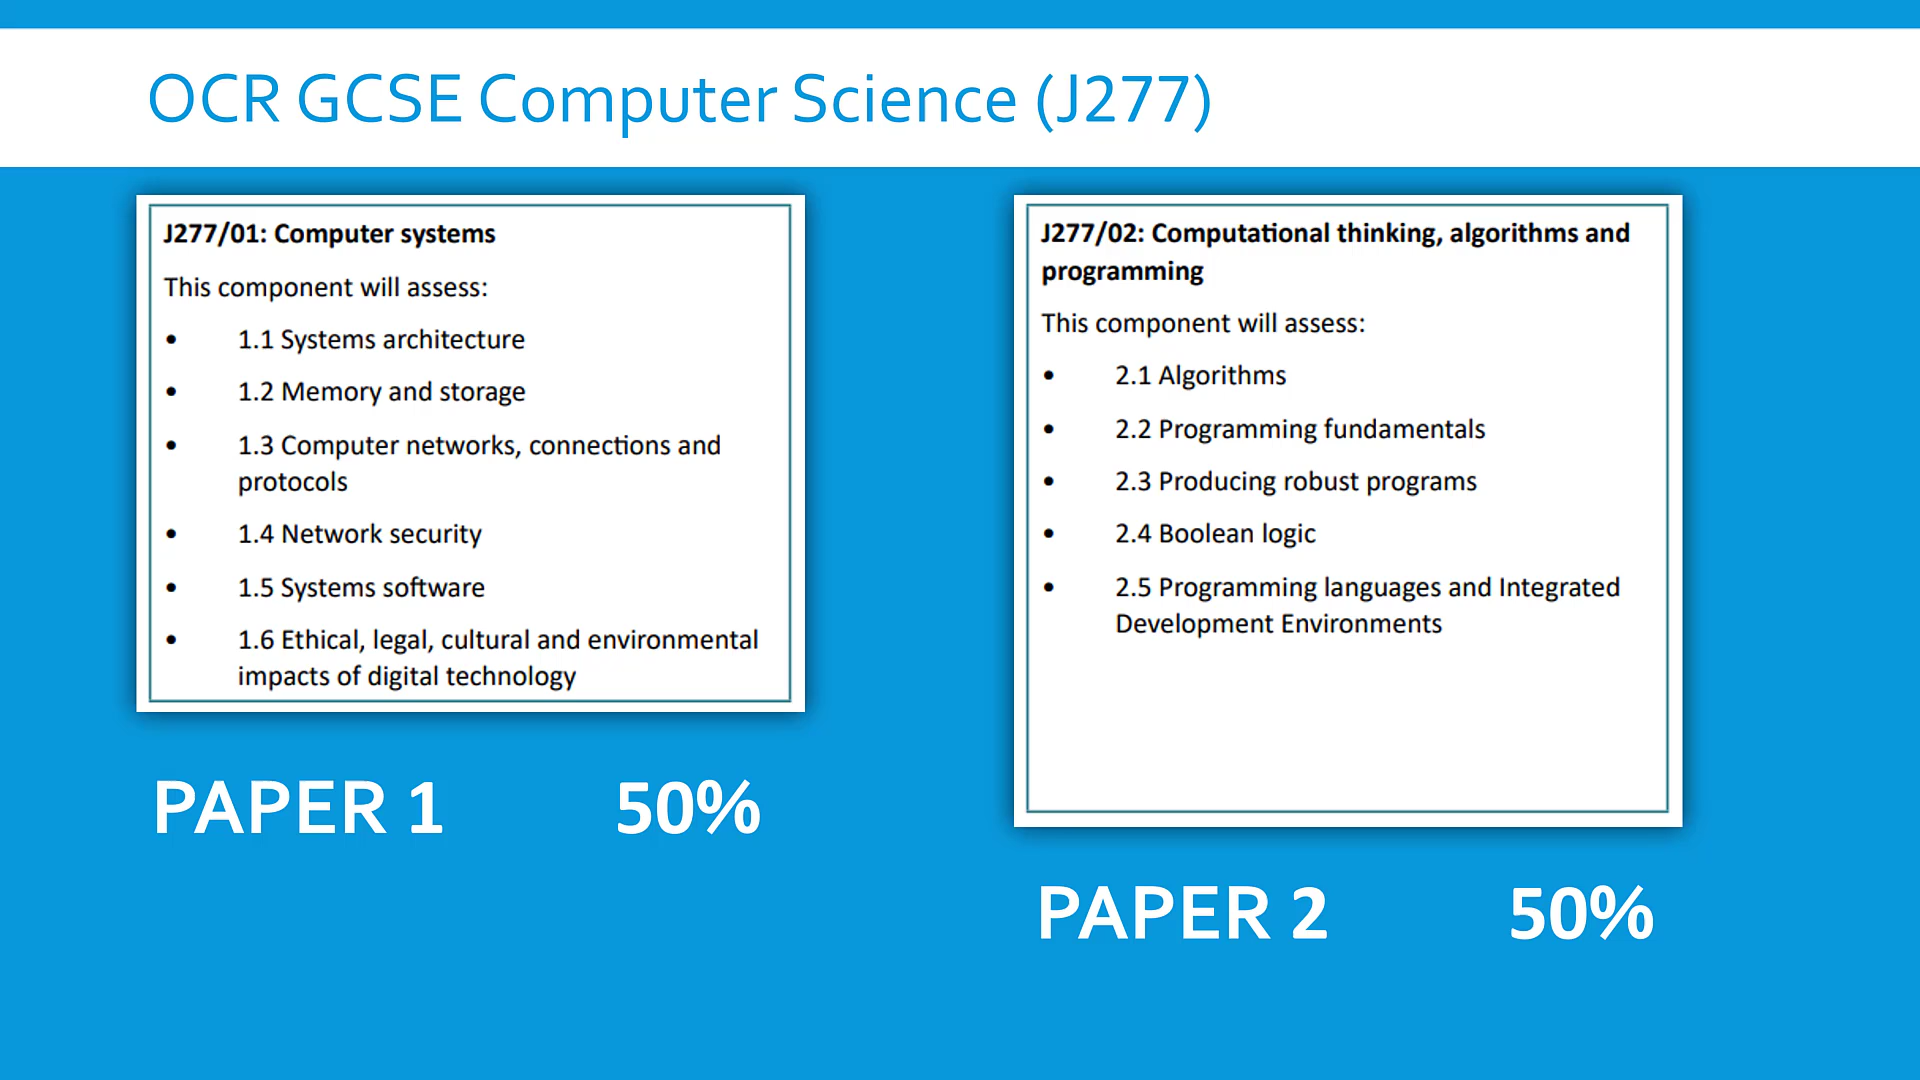 OCR GCSE Computer Science (J277)
J277/01: Computer systems
This component will assess:
• 1.1 Systems architecture
• 1.2 Memory and storage
• 1.3 Computer networks, connections and
protocols
• 1.4 Network security
• 1.5 Systems software
• 1.6 Ethical, legal, cultural and environmental
impacts of digital technology
PAPER 1 50%
J277/02: Computational thinking, algorithms and
programming
This component will assess:
• 2.1 Algorithms
• 2.2 Programming fundamentals
• 2.3 Producing robust programs
• 2.4 Boolean logic
• 2.5 Programming languages and Integrated
Development Environments
PAPER 2 50%